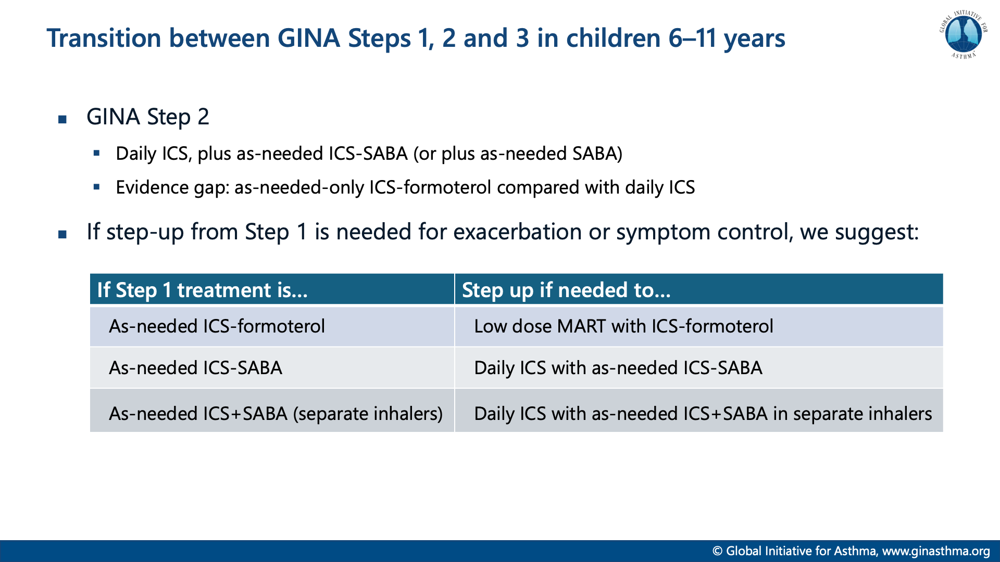 Transition between GINA Steps 1, 2 and 3 in children 6–11 years
GLOBAL INITIATIVE FOR
ASTHMA
GINA Step 2
Daily ICS, plus as-needed ICS-SABA (or plus as-needed SABA)
Evidence gap: as-needed-only ICS-formoterol compared with daily ICS
If step-up from Step 1 is needed for exacerbation or symptom control, we suggest:
If Step 1 treatment is...
Step up if needed to...
As-needed ICS-formoterol
Low dose MART with ICS-formoterol
As-needed ICS-SABA
Daily ICS with as-needed ICS-SABA
As-needed ICS+SABA (separate inhalers)
Daily ICS with as-needed ICS+SABA in separate inhalers
© Global Initiative for Asthma, www.ginasthma.org